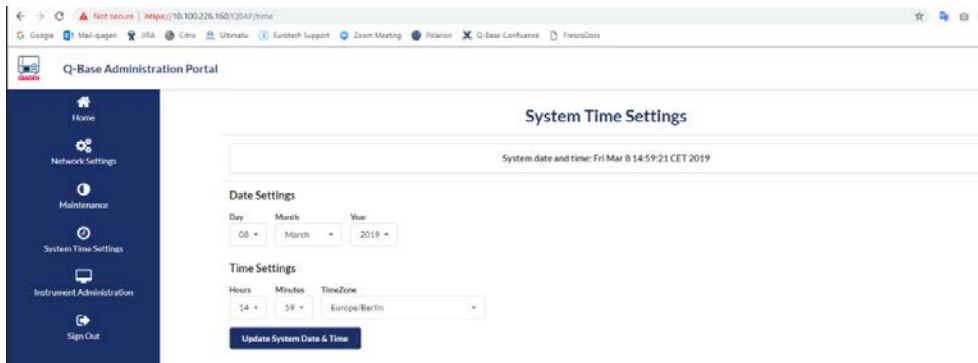 Not secure | https://10.100.226.160/QBAP/time
Google Mail-qiagen JIRA Citrix Ultimatix Eurotech Support Zoom Meeting Polarion Q-Base-Confluence FrescoDocs
QIAGEN
Q-Base Administration Portal
Home
Network Settings
Maintenance
System Time Settings
Instrument Administration
Sign Out
System Time Settings
System date and time: Fri Mar 8 14:59:21 CET 2019
Date Settings
Day Month Year
08 March 2019
Time Settings
Hours Minutes TimeZone
14 59 Europe/Berlin
Update System Date & Time